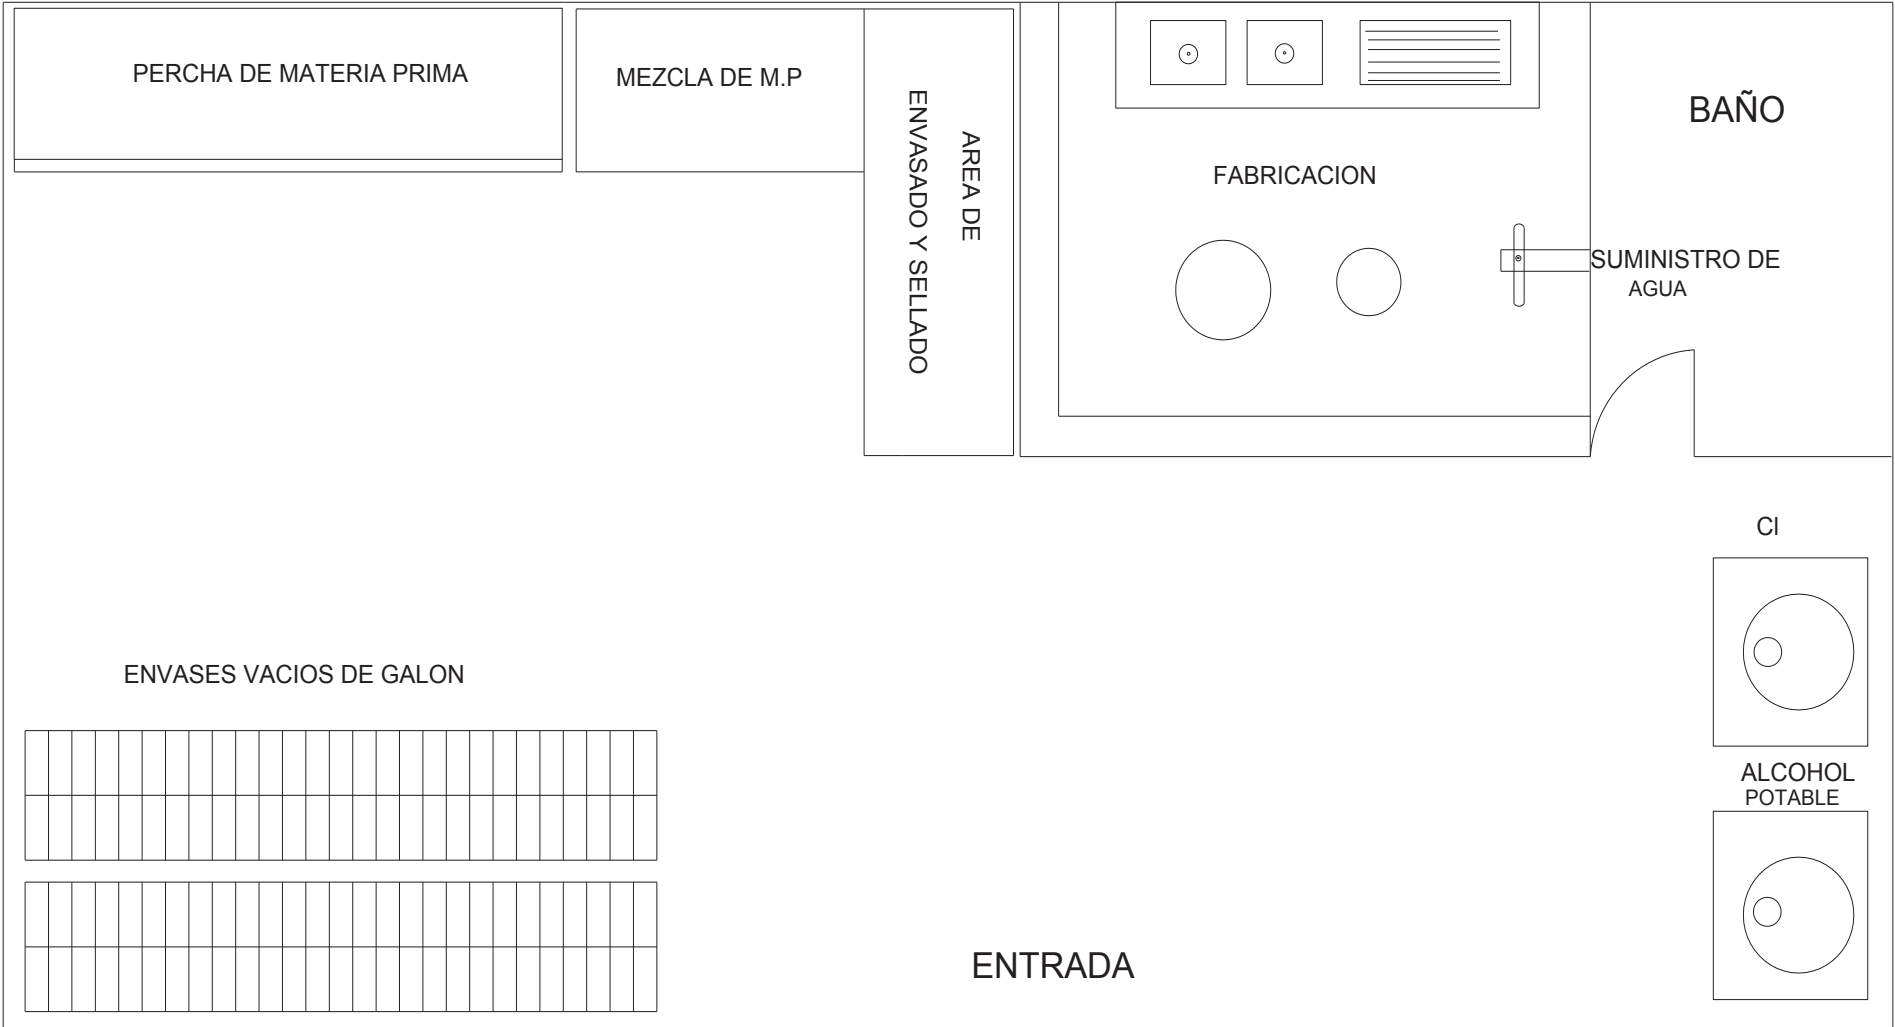 PERCHA DE MATERIA PRIMA
MEZCLA DE M.P
AREA DE
ENVASADO Y SELLADO
FABRICACION
BAÑO
SUMINISTRO DE
AGUA
CI
ENVASES VACIOS DE GALON
ALCOHOL
POTABLE
ENTRADA